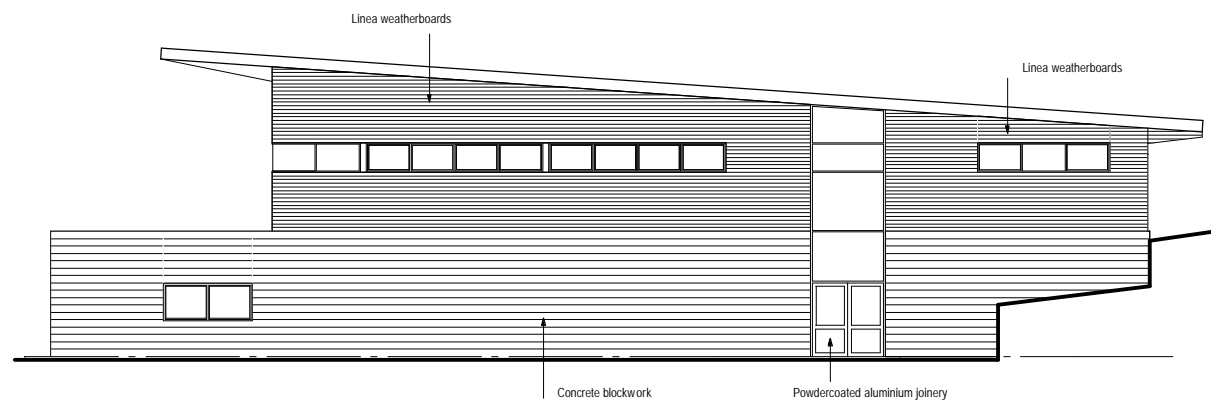 Linea weatherboards
Linea weatherboards
Concrete blockwork
Powdercoated aluminium joinery